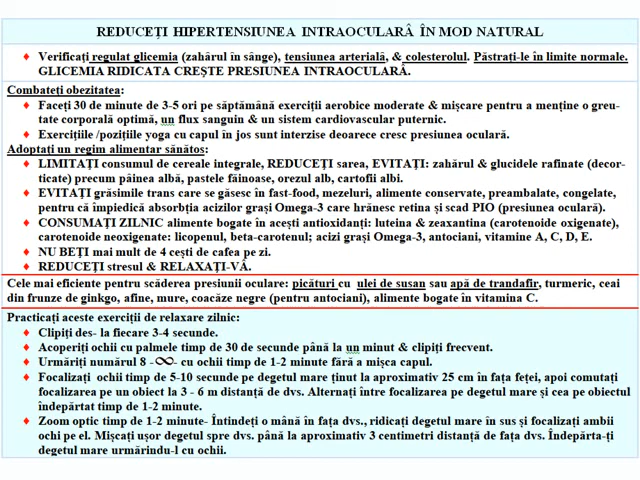 REDUCEȚI HIPERTENSIUNEA INTRAOCULARÂ ÎN MOD NATURAL
♦ Verificați regulat glicemia (zahărul în sânge), tensiunea arterială, & colesterolul. Păstrați-le în limite normale.
GLICEMIA RIDICATA CREȘTE PRESIUNEA INTRAOCULARÂ.
Combateți obezitatea:
♦ Faceți 30 de minute de 3-5 ori pe săptămână exerciții aerobice moderate & mișcare pentru a menține o greu-
tate corporală optimă, un flux sanguin & un sistem cardiovascular puternic.
♦ Exercițiile /pozițiile yoga cu capul în jos sunt interzise deoarece cresc presiunea oculară.
Adoptați un regim alimentar sănătos:
♦ LIMITAȚI consumul de cereale integrale, REDUCEȚI sarea, EVITAȚI: zahărul & glucidele rafinate (decor-
ticate) precum pâinea albă, pastele făinoase, orezul alb, cartofii albi.
♦ EVITAȚI grăsimile trans care se găsesc în fast-food, mezeluri, alimente conservate, preambalate, congelate,
pentru că împiedică absorbția acizilor grași Omega-3 care hrănesc retina și scad PIO (presiunea oculară).
♦ CONSUMAȚI ZILNIC alimente bogate în acești antioxidanți: luteina & zeaxantina (carotenoide oxigenate),
carotenoide neoxigenate: licopenul, beta-carotenul; acizi grași Omega-3, antociani, vitamine A, C, D, E.
♦ NU BEȚI mai mult de 4 cești de cafea pe zi.
♦ REDUCEȚI stresul & RELAXAȚI-VÂ.
Cele mai eficiente pentru scăderea presiunii oculare: picături cu ulei de susan sau apă de trandafir, turmeric, ceai
din frunze de ginkgo, afine, mure, coacăze negre (pentru antociani), alimente bogate în vitamina C.
Practicați aceste exerciții de relaxare zilnic:
♦ Clipiți des- la fiecare 3-4 secunde.
♦ Acoperiți ochii cu palmele timp de 30 de secunde până la un minut & clipiți frecvent.
♦ Urmăriți numărul 8 -∞- cu ochii timp de 1-2 minute fără a mișca capul.
♦ Focalizați ochii timp de 5-10 secunde pe degetul mare ținut la aproximativ 25 cm în fața feței, apoi comutați
focalizarea pe un obiect la 3 - 6 m distanță de dvs. Alternați între focalizarea pe degetul mare și cea pe obiectul
îndepărtat timp de 1-2 minute.
♦ Zoom optic timp de 1-2 minute- Întindeți o mână în fața dvs., ridicați degetul mare în sus și focalizați ambii
ochi pe el. Mișcați ușor degetul spre dvs. până la aproximativ 3 centimetri distanță de fața dvs. Îndepărta-ți
degetul mare urmărindu-l cu ochii.